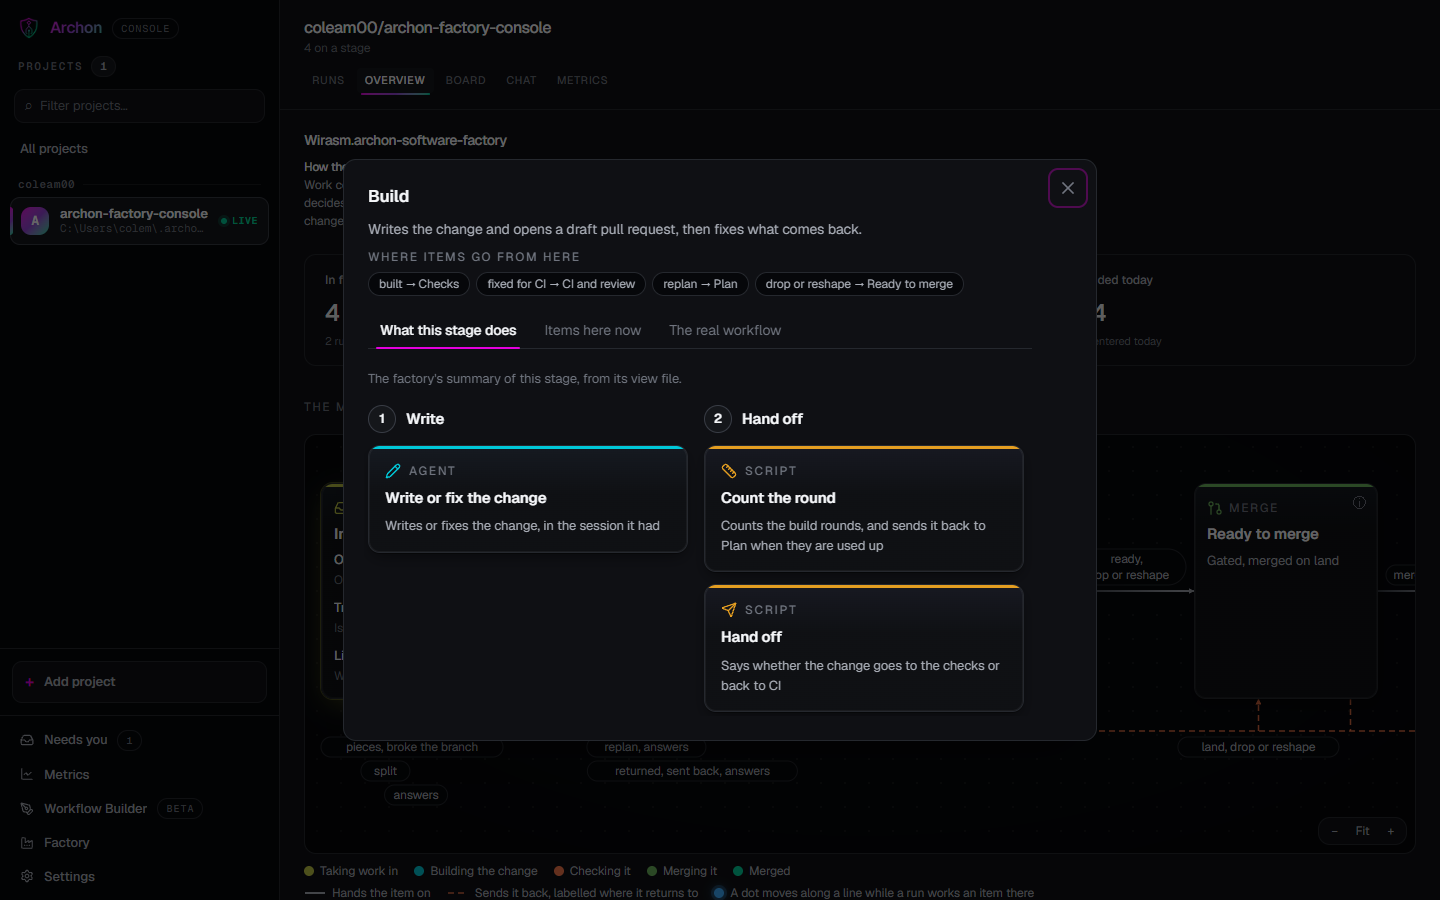 Archon
CONSOLE
PROJECTS 1
Filter projects...
All projects
coleam00
A
archon-factory-console
LIVE
C:\Users\colem\.archo...
Add project
Needs you 1
Metrics
Workflow Builder BETA
Factory
Settings
coleam00/archon-factory-console
4 on a stage
RUNS OVERVIEW BOARD CHAT METRICS
Wirasm.archon-software-factory
Build
Writes the change and opens a draft pull request, then fixes what comes back.
WHERE ITEMS GO FROM HERE
built → Checks
fixed for CI → CI and review
replan → Plan
drop or reshape → Ready to merge
What this stage does
Items here now
The real workflow
The factory's summary of this stage, from its view file.
1 Write
AGENT
Write or fix the change
Writes or fixes the change, in the session it had
2 Hand off
SCRIPT
Count the round
Counts the build rounds, and sends it back to
Plan when they are used up
SCRIPT
Hand off
Says whether the change goes to the checks or
back to CI
4
ready,
MERGE
Ready to merge
Gated, merged on land
pieces, broke the branch
split
answers
replan, answers
returned, sent back, answers
land, drop or reshape
− Fit +
Taking work in
Building the change
Checking it
Merging it
Merged
Hands the item on
Sends it back, labelled where it returns to
A dot moves along a line while a run works an item there